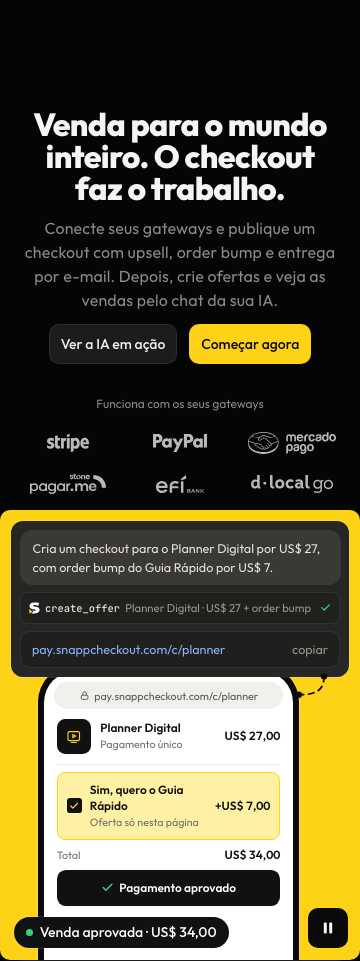 Venda para o mundo
inteiro. O checkout
faz o trabalho.
Conecte seus gateways e publique um
checkout com upsell, order bump e entrega
por e-mail. Depois, crie ofertas e veja as
vendas pelo chat da sua IA.
Ver a IA em ação
Começar agora
Funciona com os seus gateways
stripe
PayPal
mercado
pago
stone
pagar.me
efí
BANK
d·local go
Cria um checkout para o Planner Digital por US$ 27,
com order bump do Guia Rápido por US$ 7.
create_offer Planner Digital · US$ 27 + order bump
pay.snappcheckout.com/c/planner
copiar
pay.snappcheckout.com/c/planner
Planner Digital
Pagamento único
US$ 27,00
Sim, quero o Guia
Rápido
Oferta só nesta página
+US$ 7,00
Total
US$ 34,00
Pagamento aprovado
Venda aprovada · US$ 34,00